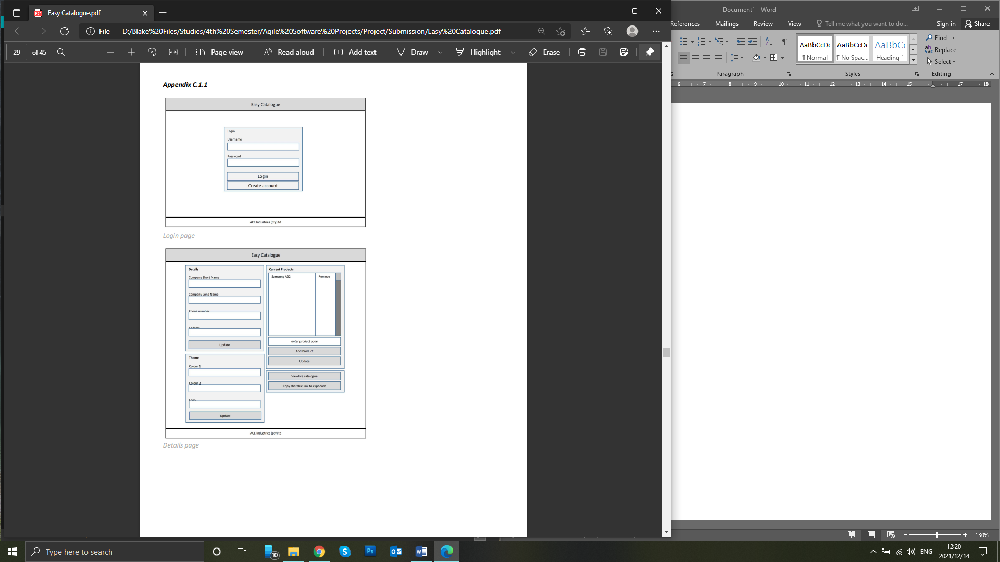 Easy Catalogue.pdf
File
D:/Blake%20Files/Studies/4th%20Semester/Agile%20Software%20Projects/Project/Submission/Easy%20Catalogue.pdf
29 of 45
Page view
Read aloud
Add text
Draw
Highlight
Erase
Appendix C.1.1
Easy Catalogue
Login
Username
Password
Login
Create account
ACE Industries (pty)ltd
Login page
Easy Catalogue
Details
Company Short Name
Company Long Name
Phone number
Address
Update
Theme
Colour 1
Colour 2
Logo
Update
Current Products
Samsung A22
Remove
enter product code
Add Product
Update
Viewlive catalogue
Copy sharable link to clipboard
ACE Industries (pty)ltd
Details page
Document1 - Word
References
Mailings
Review
View
Tell me what you want to do...
Sign in
Share
AaBbCcDc
¶ Normal
AaBbCcDc
¶ No Spac...
AaBbCc
Heading 1
Find
Replace
Select
Paragraph
Styles
Editing
6 7 8 9 10 11 12 13 14 15 17 18
130%
Type here to search
10
ENG
12:20
2021/12/14